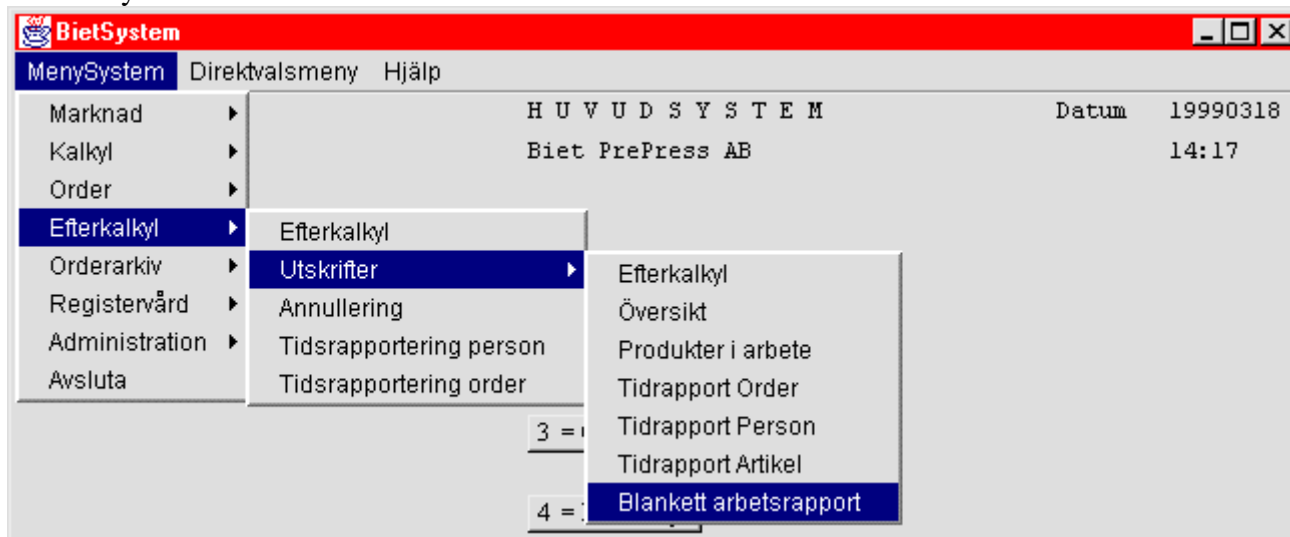 BietSystem
MenySystem Direktvalsmeny Hjälp
H U V U D S Y S T E M Datum 19990318
Biet PrePress AB 14:17
Marknad
Kalkyl
Order
Efterkalkyl
Orderarkiv
Registervård
Administration
Avsluta
Efterkalkyl
Utskrifter
Annullering
Tidsrapportering person
Tidsrapportering order
Efterkalkyl
Översikt
Produkter i arbete
Tidrapport Order
Tidrapport Person
Tidrapport Artikel
Blankett arbetsrapport
3 =
4 =